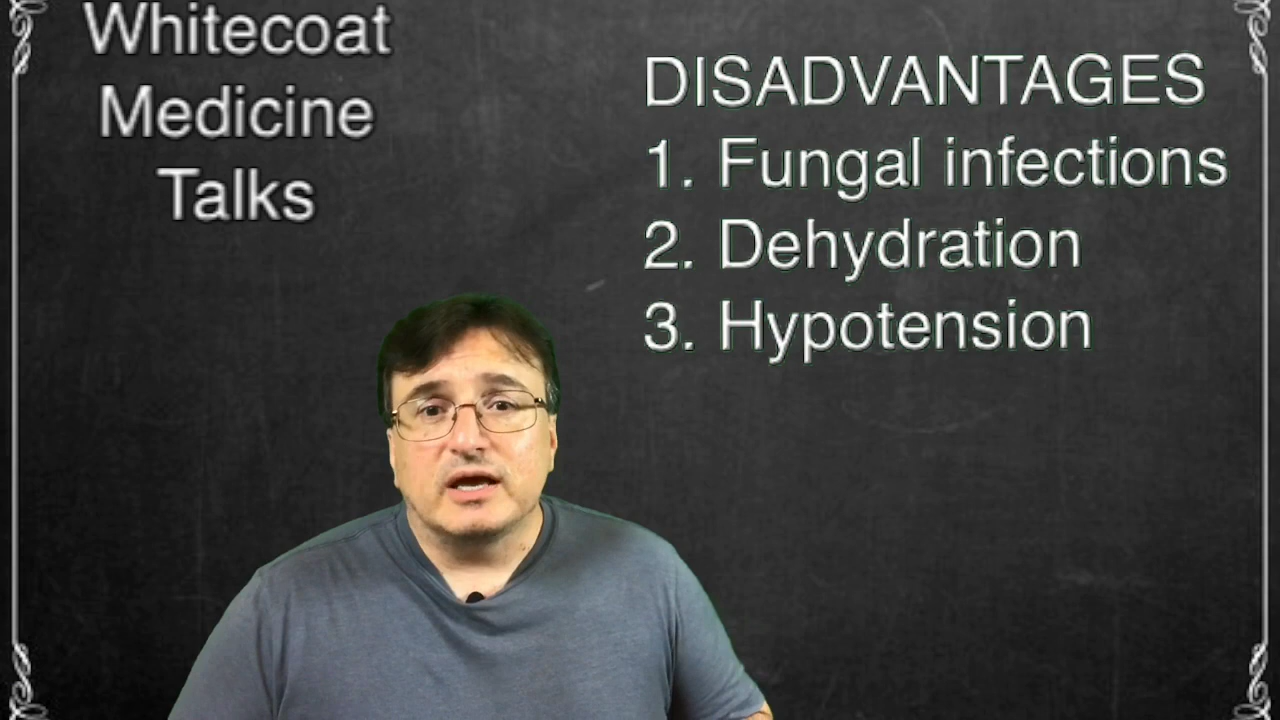 Whitecoat
Medicine
Talks
DISADVANTAGES
1. Fungal infections
2. Dehydration
3. Hypotension